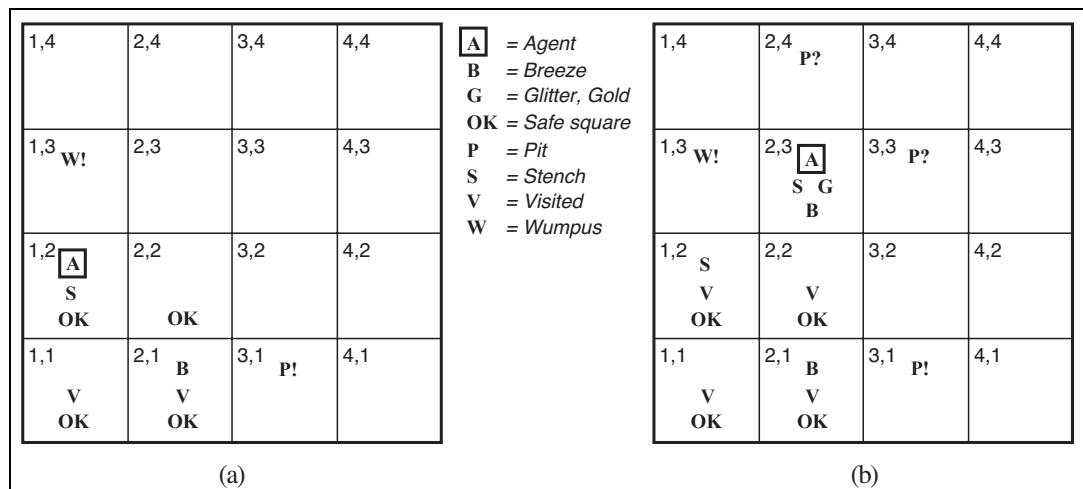 1,4 2,4 3,4 4,4
1,3 W! 2,3 3,3 4,3
1,2 A 2,2 3,2 4,2
S
OK OK
1,1 2,1 B 3,1 P! 4,1
V V
OK OK
(a)
A = Agent
B = Breeze
G = Glitter, Gold
OK = Safe square
P = Pit
S = Stench
V = Visited
W = Wumpus
1,4 2,4 P? 3,4 4,4
1,3 W! 2,3 A 3,3 P? 4,3
S G
B
1,2 S 2,2 3,2 4,2
V V
OK OK
1,1 2,1 B 3,1 P! 4,1
V V
OK OK
(b)